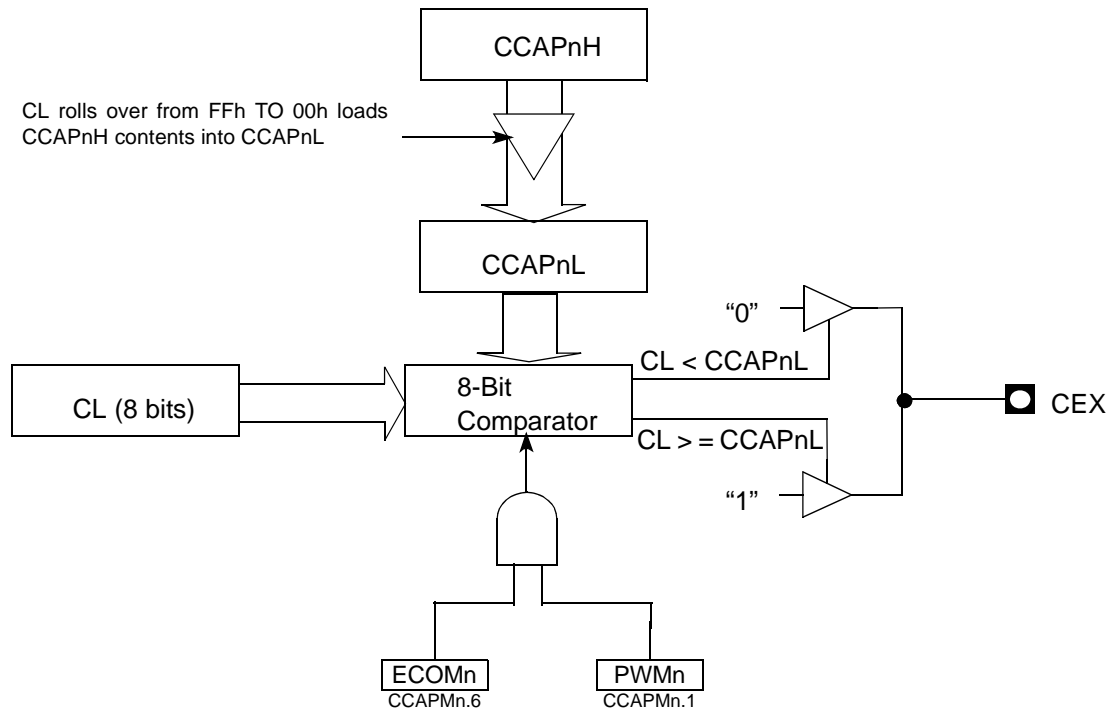 CCAPnH
CL rolls over from FFh TO 00h loads
CCAPnH contents into CCAPnL
CCAPnL
“0”
CL < CCAPnL
CL (8 bits)
8-Bit
Comparator
CEX
CL > = CCAPnL
“1”
ECOMn
CCAPMn.6
PWMn
CCAPMn.1